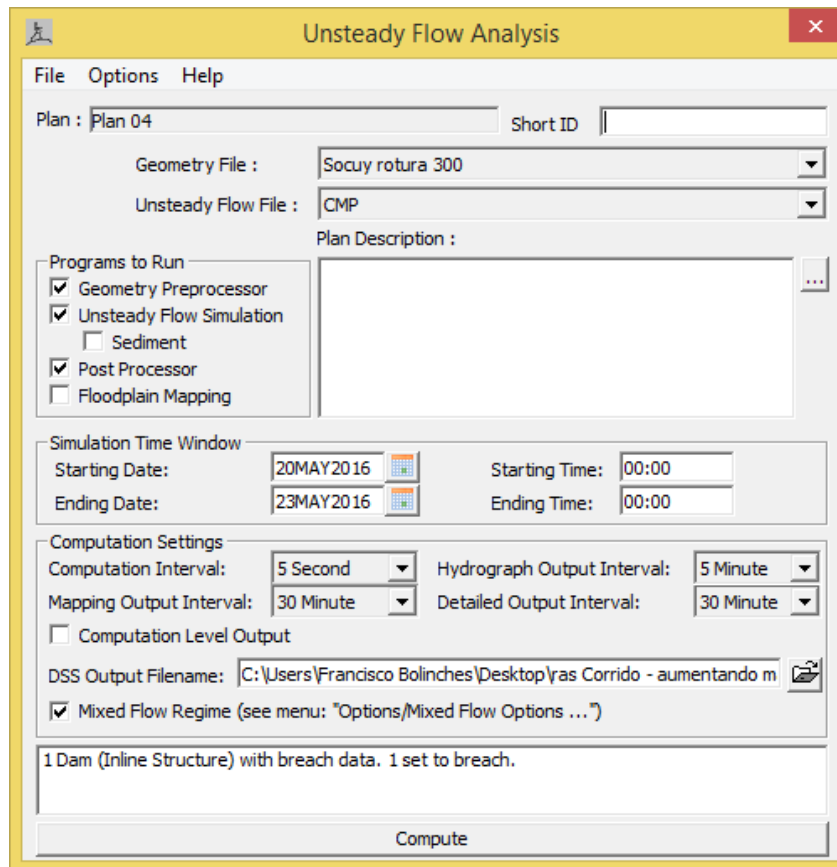 Unsteady Flow Analysis
File Options Help
Plan : Plan 04 Short ID
Geometry File : Socuy rotura 300
Unsteady Flow File : CMP
Plan Description :
Programs to Run
Geometry Preprocessor
Unsteady Flow Simulation
Sediment
Post Processor
Floodplain Mapping
...
Simulation Time Window
Starting Date: 20MAY2016 Starting Time: 00:00
Ending Date: 23MAY2016 Ending Time: 00:00
Computation Settings
Computation Interval: 5 Second Hydrograph Output Interval: 5 Minute
Mapping Output Interval: 30 Minute Detailed Output Interval: 30 Minute
Computation Level Output
DSS Output Filename: C:\Users\Francisco Bolinches\Desktop\ras Corrido - aumentando m
Mixed Flow Regime (see menu: "Options/Mixed Flow Options ...")
1 Dam (Inline Structure) with breach data. 1 set to breach.
Compute